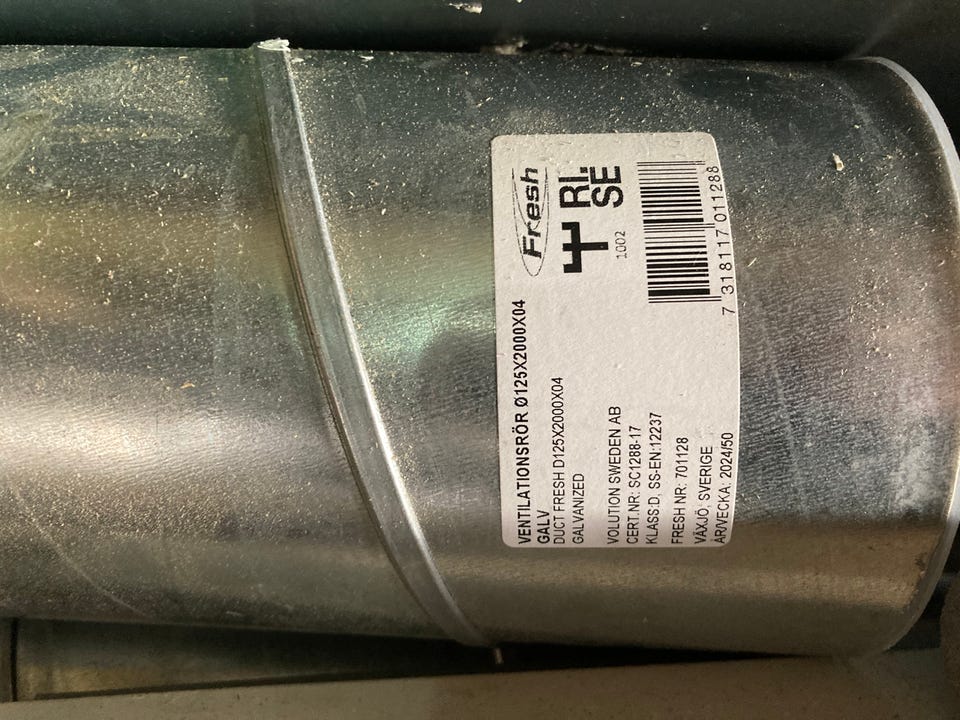 Fresh
RI.
SE
1002
7 318117 011288
VENTILATIONSRÖR Ø125X2000X04
GALV
DUCT FRESH D125X2000X04
GALVANIZED
VOLUTION SWEDEN AB
CERT.NR: SC1288-17
KLASS:D, SS-EN:12237
FRESH NR: 701128
VÄXJÖ, SVERIGE
ÅR/VECKA: 2024/50